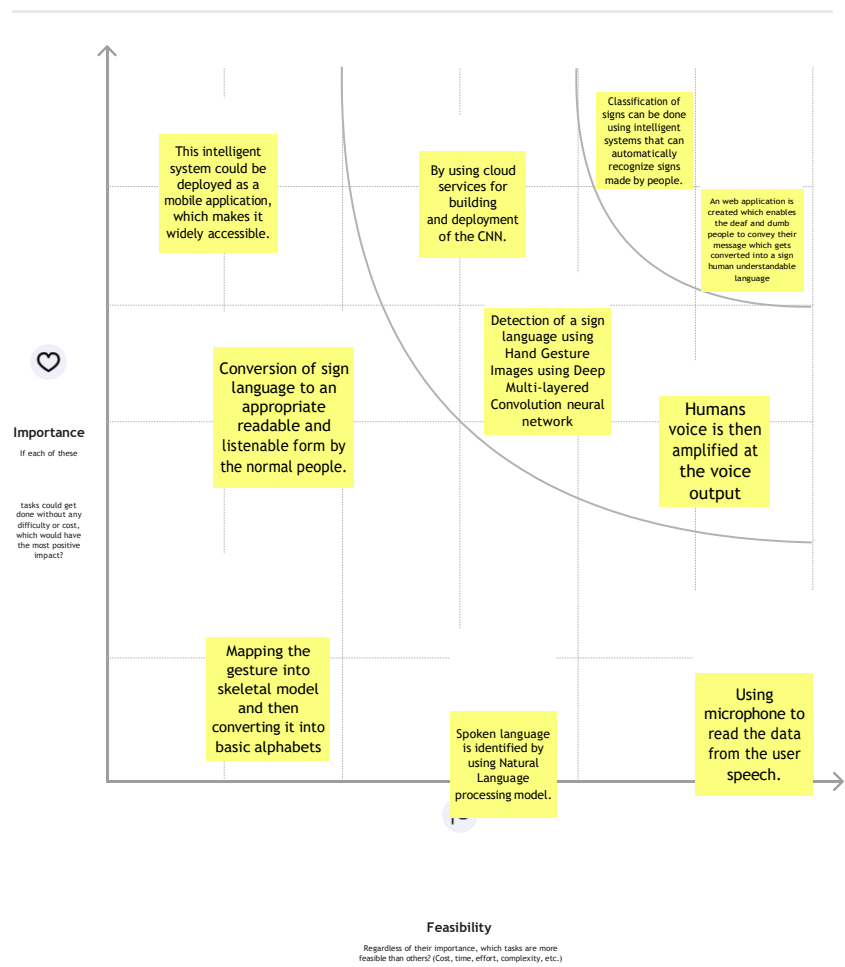 Classification of
signs can be done
using intelligent
systems that can
automatically
recognize signs
made by people.
This intelligent
system could be
deployed as a
mobile application,
which makes it
widely accessible.
By using cloud
services for
building
and deployment
of the CNN.
An web application is
created which enables
the deaf and dumb
people to convey their
message which gets
converted into a sign
human understandable
language
Detection of a sign
language using
Hand Gesture
Images using Deep
Multi-layered
Convolution neural
network
Conversion of sign
language to an
appropriate
readable and
listenable form by
the normal people.
Humans
voice is then
amplified at
the voice
output
Importance
If each of these
tasks could get
done without any
difficulty or cost,
which would have
the most positive
impact?
Mapping the
gesture into
skeletal model
and then
converting it into
basic alphabets
Spoken language
is identified by
using Natural
Language
processing model.
Using
microphone to
read the data
from the user
speech.
Feasibility
Regardless of their importance, which tasks are more
feasible than others? (Cost, time, effort, complexity, etc.)